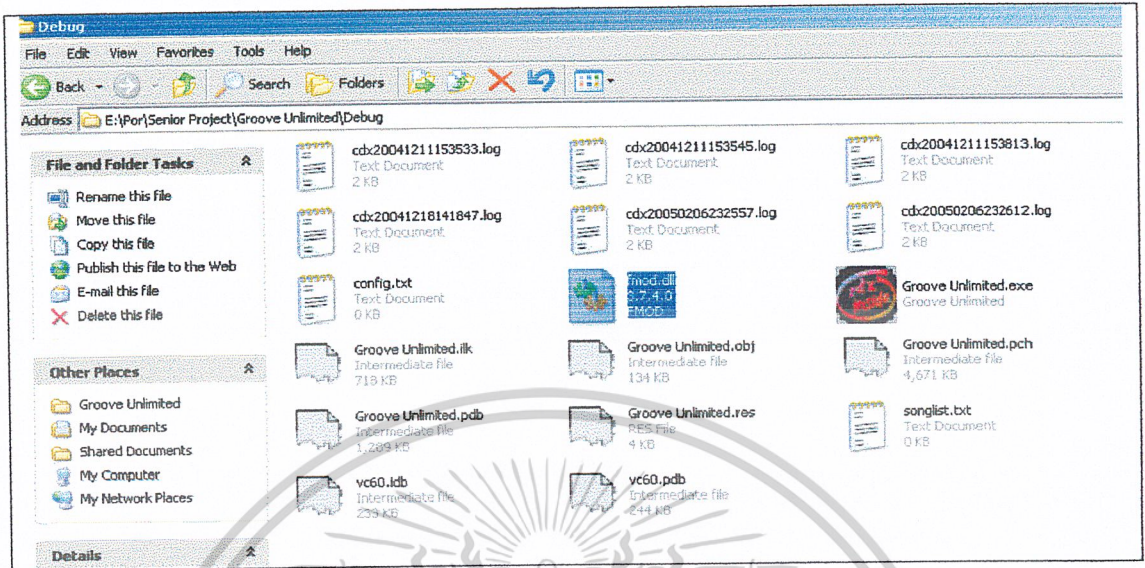 Debug
File Edit View Favorites Tools Help
Back Search Folders
Address E:\Por\Senior Project\Groove Unlimited\Debug
File and Folder Tasks
Rename this file
Move this file
Copy this file
Publish this file to the Web
E-mail this file
Delete this file
Other Places
Groove Unlimited
My Documents
Shared Documents
My Computer
My Network Places
Details
cdx20041211153533.log
Text Document
2 KB
cdx20041211153545.log
Text Document
2 KB
cdx20041211153813.log
Text Document
2 KB
cdx20041218141847.log
Text Document
2 KB
cdx20050206232557.log
Text Document
2 KB
cdx20050206232612.log
Text Document
2 KB
config.txt
Text Document
0 KB
fmod.dll
3.7.4.0
FMOD
Groove Unlimited.exe
Groove Unlimited
Groove Unlimited.ilk
Intermediate file
718 KB
Groove Unlimited.obj
Intermediate file
134 KB
Groove Unlimited.pch
Intermediate file
4,671 KB
Groove Unlimited.pdb
Intermediate file
1,289 KB
Groove Unlimited.res
RES File
4 KB
songlist.txt
Text Document
0 KB
vc60.idb
Intermediate file
233 KB
vc60.pdb
Intermediate file
244 KB